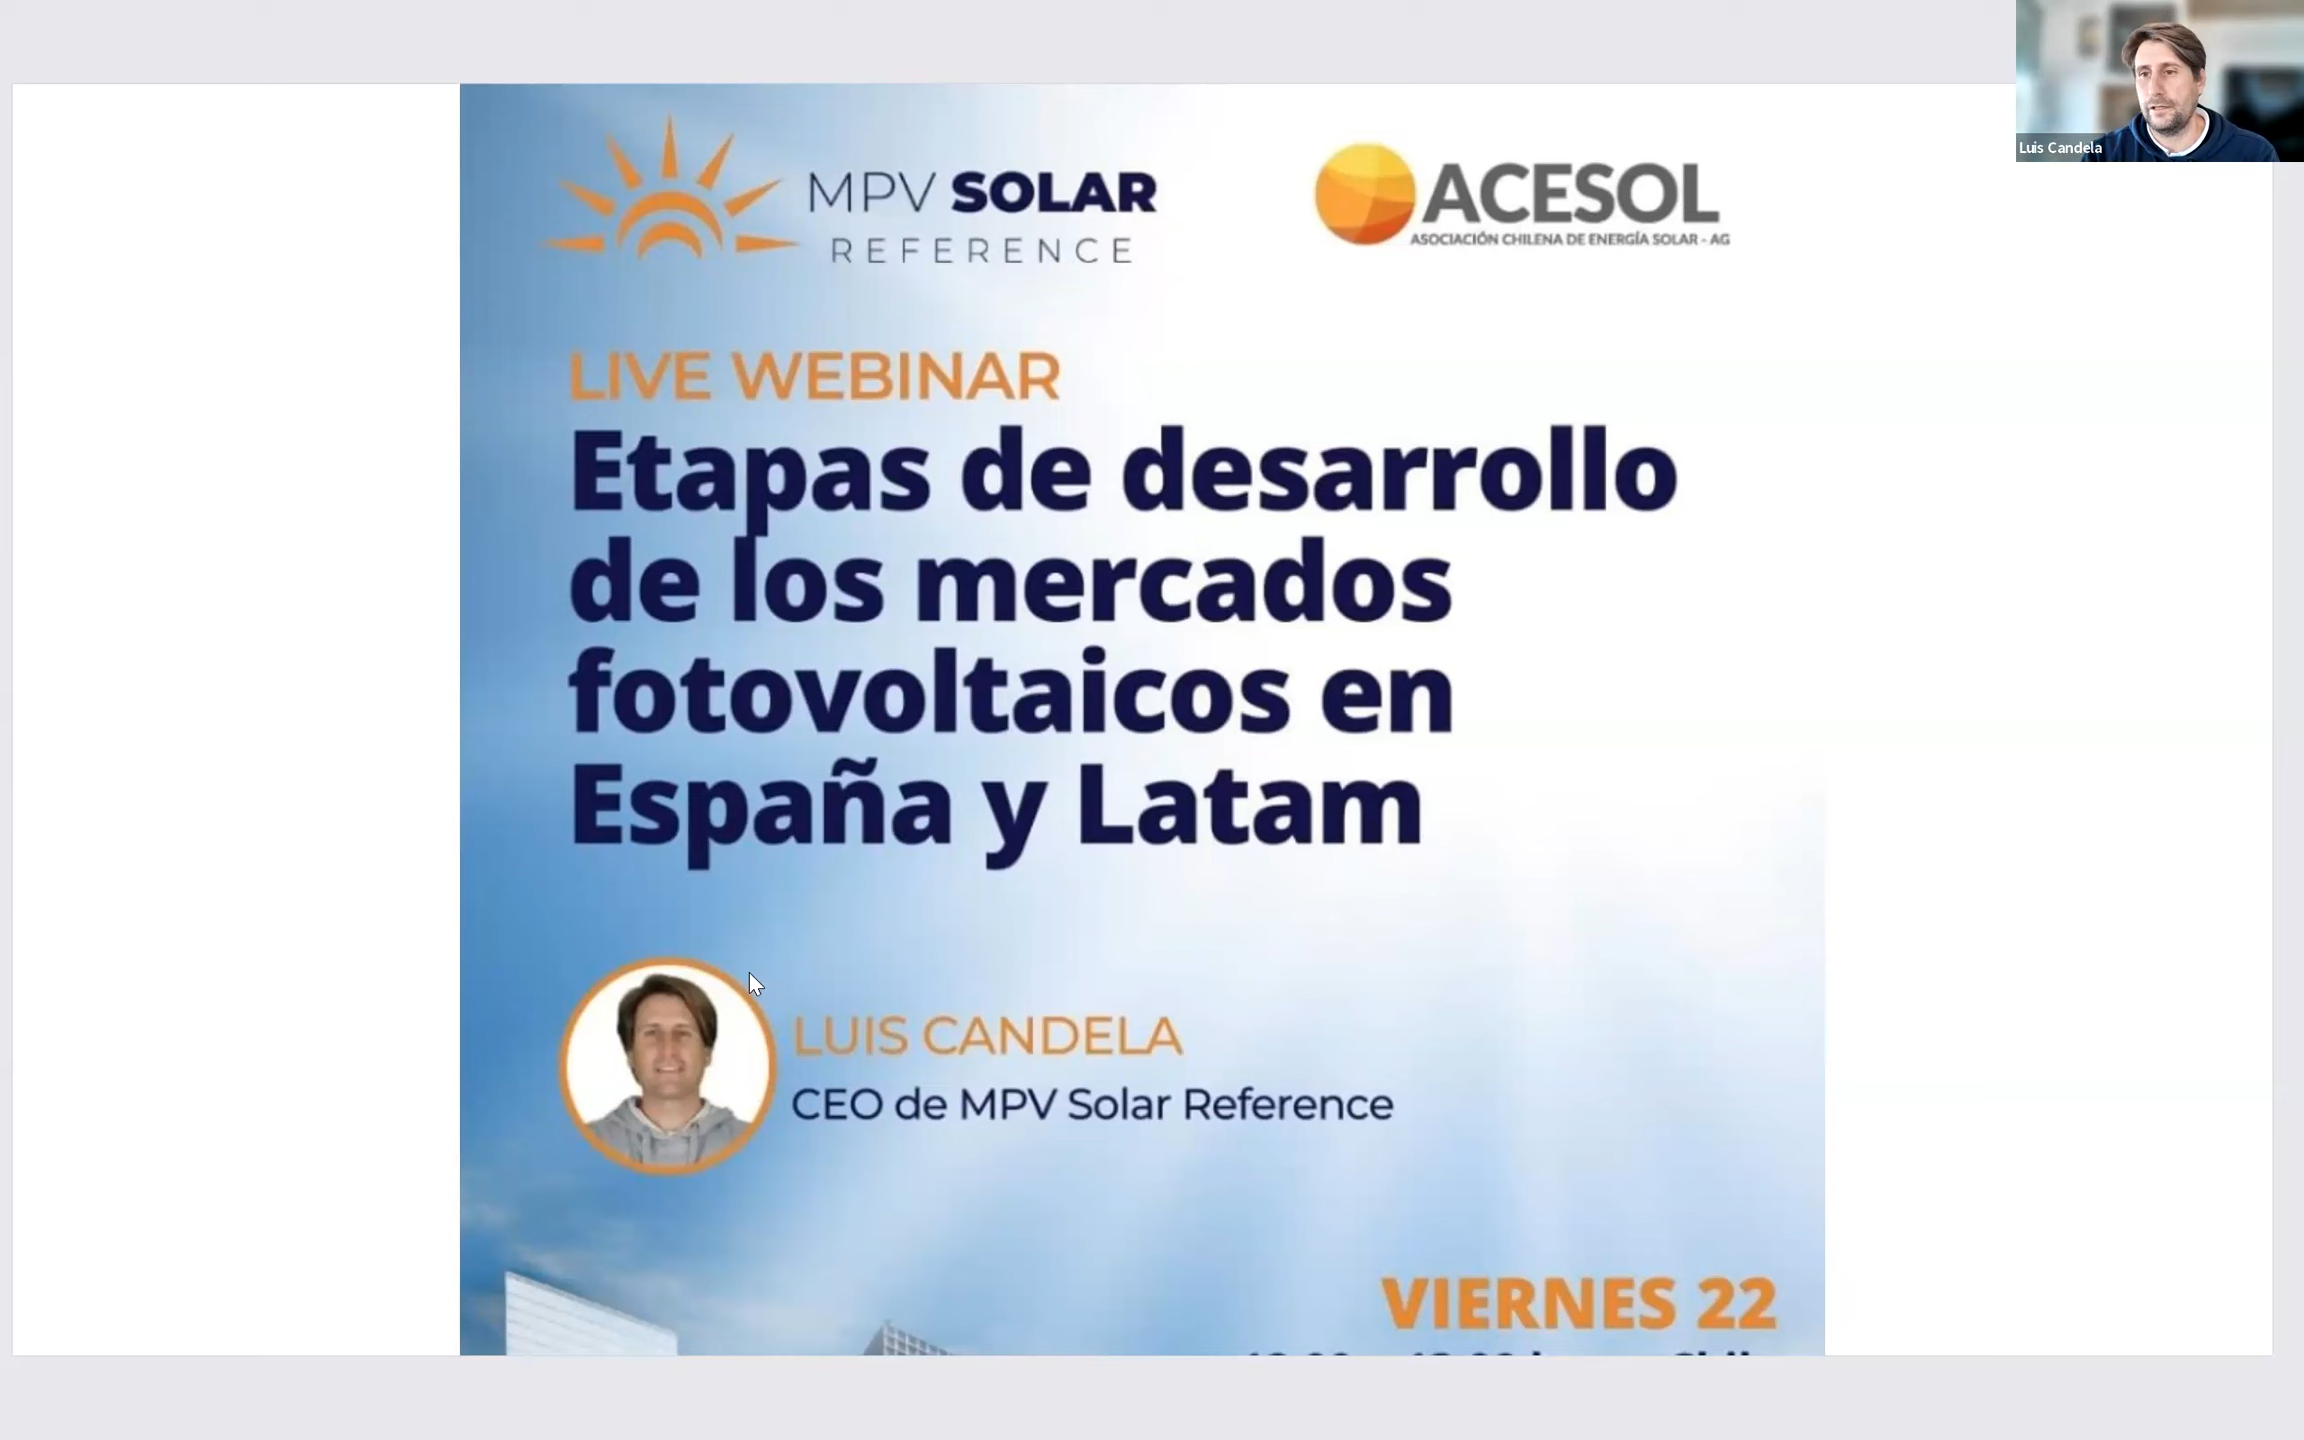 MPV SOLAR
REFERENCE
ACESOL
ASOCIACIÓN CHILENA DE ENERGÍA SOLAR - AG
Luis Candela
LIVE WEBINAR
Etapas de desarrollo
de los mercados
fotovoltaicos en
España y Latam
LUIS CANDELA
CEO de MPV Solar Reference
VIERNES 22